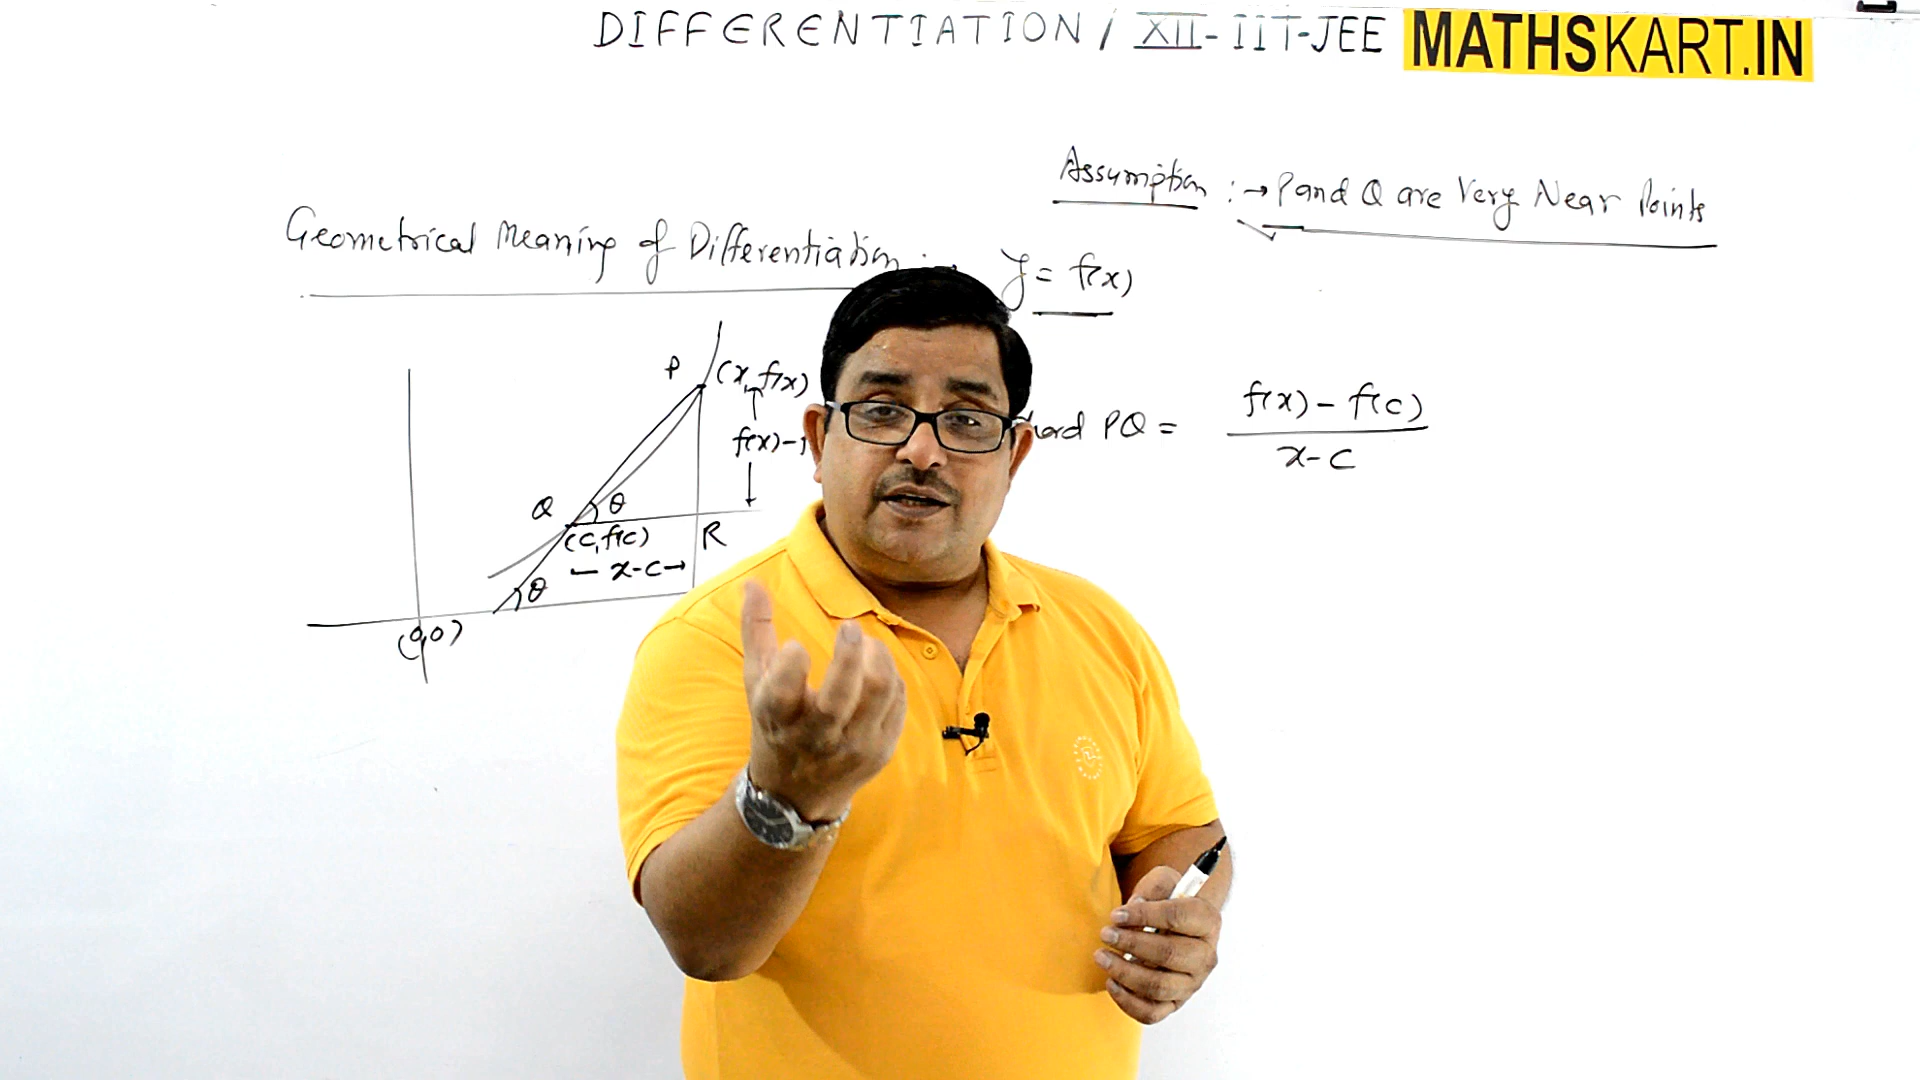 DIFFERENTIATION / XII-IIT-JEE MATHSKART.IN
Assumption :→ P and Q are Very Near Points
Geometrical Meaning of Differentiation :→ y = f(x)
P (x, f(x)
f(x)-
PQ = f(x) - f(c) / x-c
Q θ
(c, f(c) R
← x-c→
θ
(0,0)